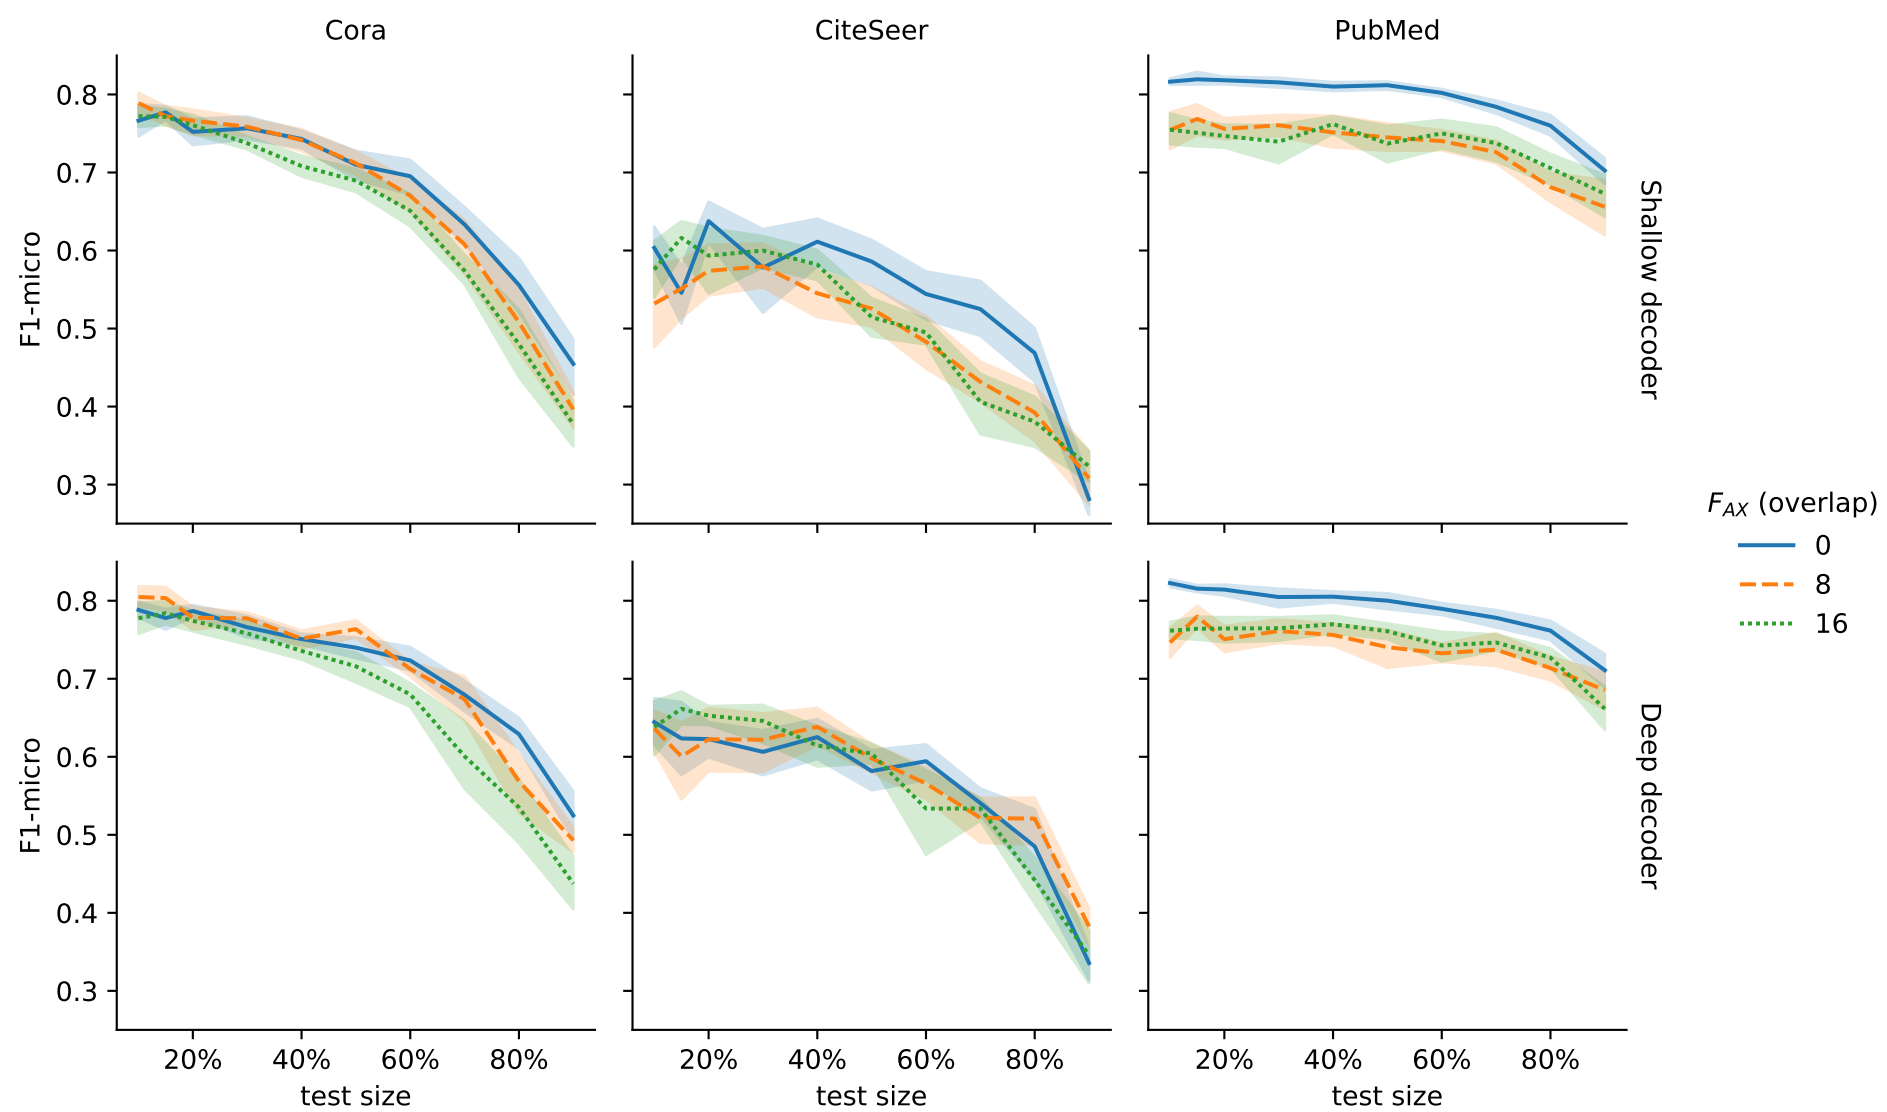 Cora
CiteSeer
PubMed
0.8
0.7
0.6
0.5
0.4
0.3
F1-micro
Shallow decoder
F_AX (overlap)
0
8
16
0.8
0.7
0.6
0.5
0.4
0.3
F1-micro
Deep decoder
20% 40% 60% 80%
20% 40% 60% 80%
20% 40% 60% 80%
test size
test size
test size